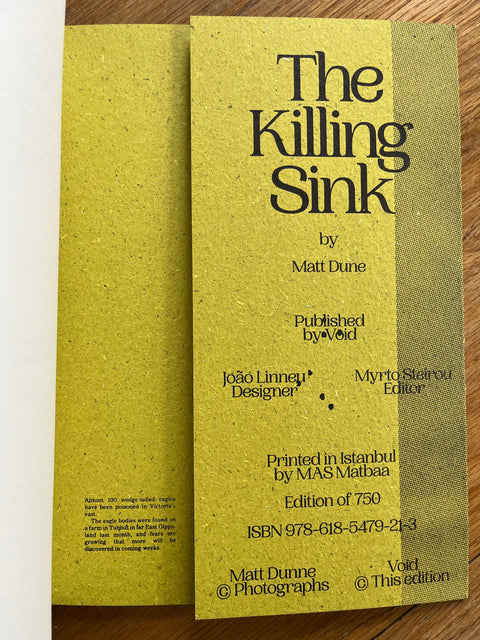 The
Killing
Sink
by
Matt Dune
Published
by Void
João Linneu
Designer
Myrto Steirou
Editor
Printed in Istanbul
by MAS Matbaa
Edition of 750
ISBN 978-618-5479-21-3
Matt Dunne
© Photographs
Void
© This edition
Almost 100 wedge-tailed eagles
have been poisoned in Victoria's
east.
The eagle bodies were found on
a farm in Tubbut in far East Gipps-
land last month, and fears are
growing that more will be
discovered in coming weeks.